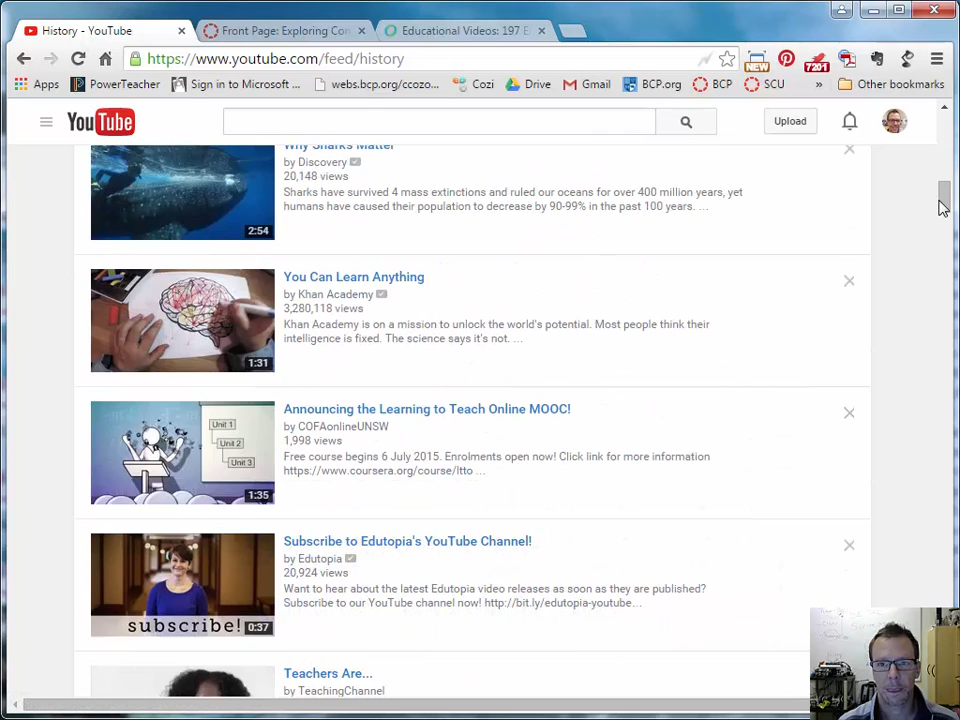 History - YouTube
Front Page: Exploring Con
Educational Videos: 197 E
https://www.youtube.com/feed/history
NEW
7201
Apps
PowerTeacher
Sign in to Microsoft ...
webs.bcp.org/ccozo...
Cozi
Drive
Gmail
BCP.org
BCP
SCU
»
Other bookmarks
YouTube
Upload
Why Sharks Matter
by Discovery
20,148 views
Sharks have survived 4 mass extinctions and ruled our oceans for over 400 million years, yet
humans have caused their population to decrease by 90-99% in the past 100 years. ...
2:54
You Can Learn Anything
by Khan Academy
3,280,118 views
Khan Academy is on a mission to unlock the world's potential. Most people think their
intelligence is fixed. The science says it's not. ...
1:31
Announcing the Learning to Teach Online MOOC!
by COFAonlineUNSW
1,998 views
Free course begins 6 July 2015. Enrolments open now! Click link for more information
https://www.coursera.org/course/ltto ...
Unit 1
Unit 2
Unit 3
1:35
Subscribe to Edutopia's YouTube Channel!
by Edutopia
20,924 views
Want to hear about the latest Edutopia video releases as soon as they are published?
Subscribe to our YouTube channel now! http://bit.ly/edutopia-youtube...
subscribe!
0:37
Teachers Are...
by TeachingChannel